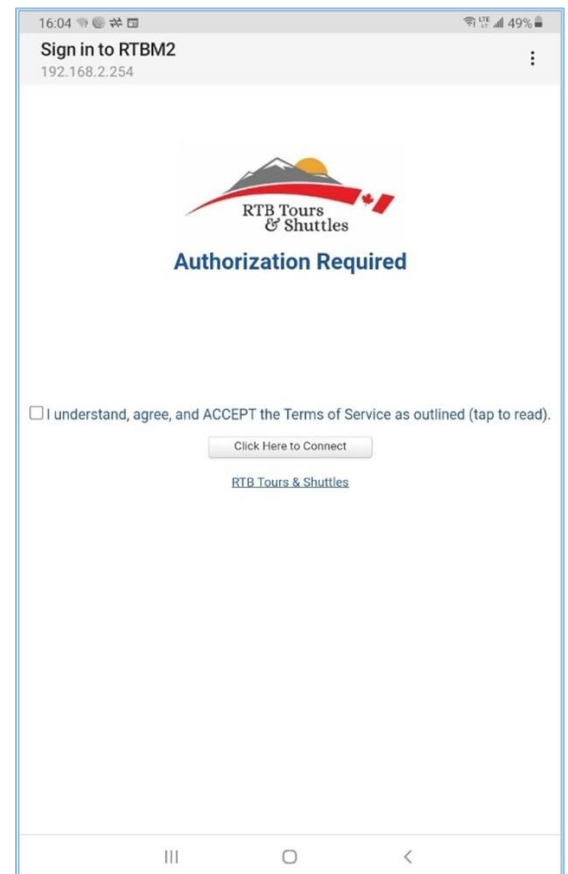 16:04 LTE 49%
Sign in to RTBM2
192.168.2.254
RTB Tours
& Shuttles
Authorization Required
I understand, agree, and ACCEPT the Terms of Service as outlined (tap to read).
Click Here to Connect
RTB Tours & Shuttles